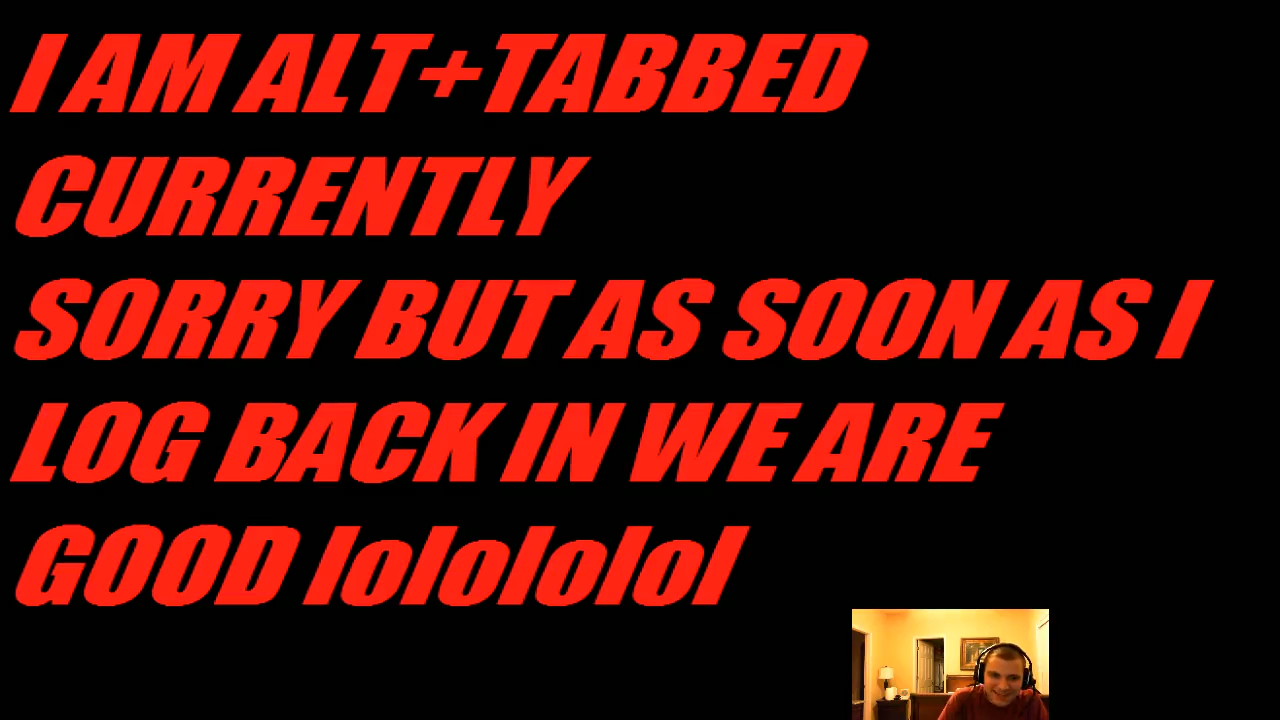 I AM ALT+TABBED
CURRENTLY
SORRY BUT AS SOON AS I
LOG BACK IN WE ARE
GOOD lolololol